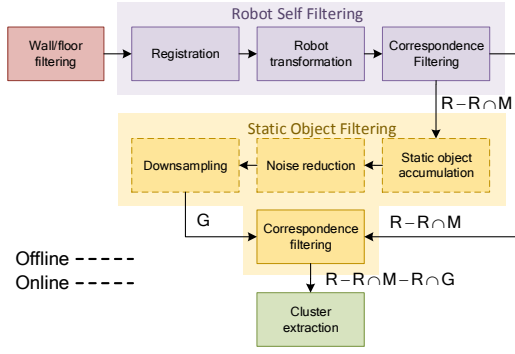 Robot Self Filtering
Wall/floor
filtering
Registration
Robot
transformation
Correspondence
Filtering
R−R∩M
Static Object Filtering
Downsampling
Noise reduction
Static object
accumulation
G
Correspondence
filtering
R−R∩M
Offline
Online
R−R∩M−R∩G
Cluster
extraction